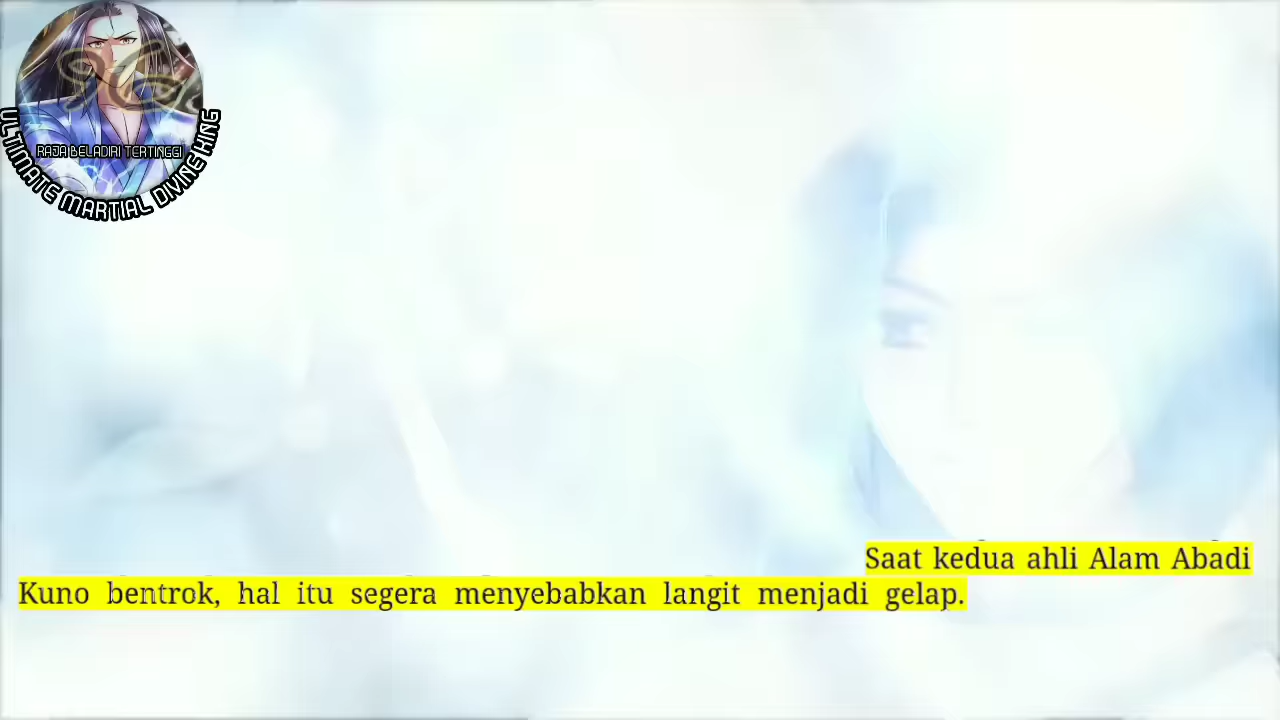 RAJA BELADIRI TERTINGGI
ULTIMATE MARTIAL DIVINE KING
Saat kedua ahli Alam Abadi
Kuno bentrok, hal itu segera menyebabkan langit menjadi gelap.